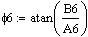 ϕ6 := atan(B6/A6)